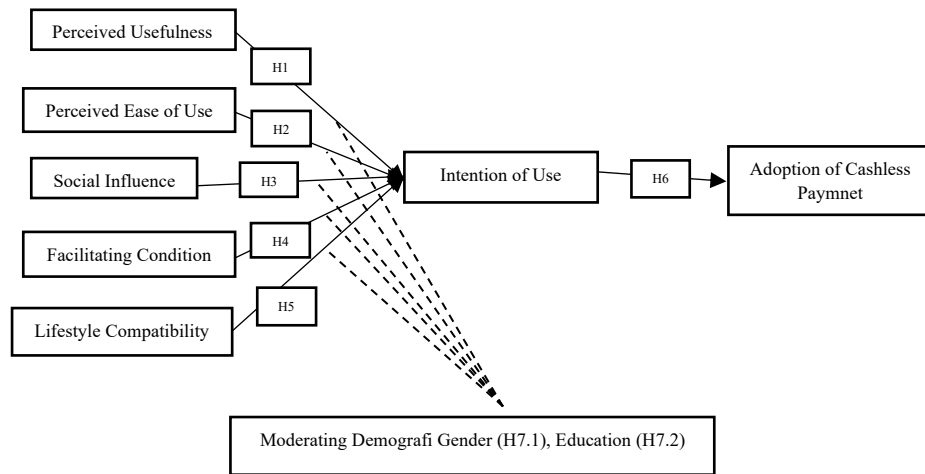 Perceived Usefulness
H1
Perceived Ease of Use
H2
Social Influence
H3
Facilitating Condition
H4
Lifestyle Compatibility
H5
Intention of Use
H6
Adoption of Cashless
Paymnet
Moderating Demografi Gender (H7.1), Education (H7.2)